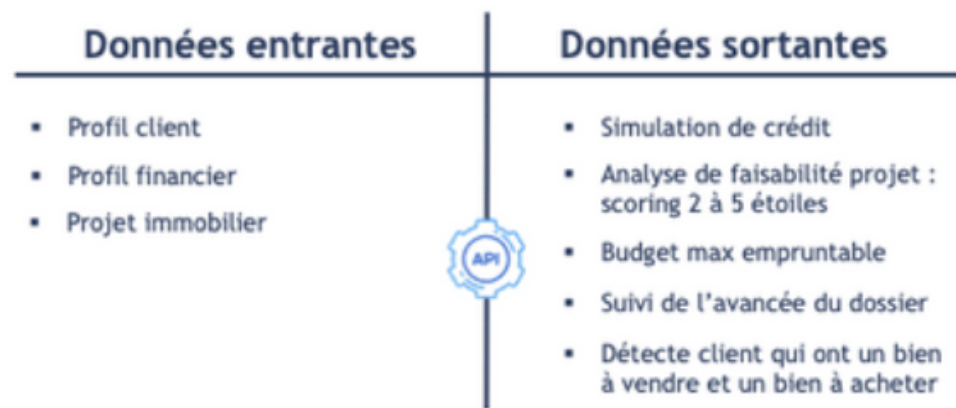 Données entrantes
▪ Profil client
▪ Profil financier
▪ Projet immobilier
API
Données sortantes
▪ Simulation de crédit
▪ Analyse de faisabilité projet :
scoring 2 à 5 étoiles
▪ Budget max empruntable
▪ Suivi de l’avancée du dossier
▪ Détecte client qui ont un bien
à vendre et un bien à acheter